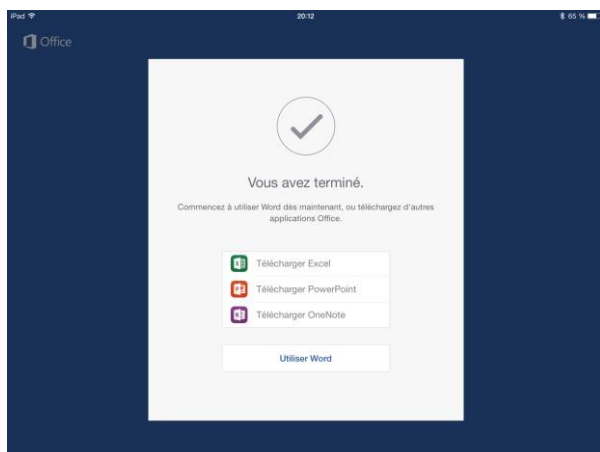 iPad
20:12
65 %
Office
Vous avez terminé.
Commencez à utiliser Word dès maintenant, ou téléchargez d'autres
applications Office.
Télécharger Excel
Télécharger PowerPoint
Télécharger OneNote
Utiliser Word